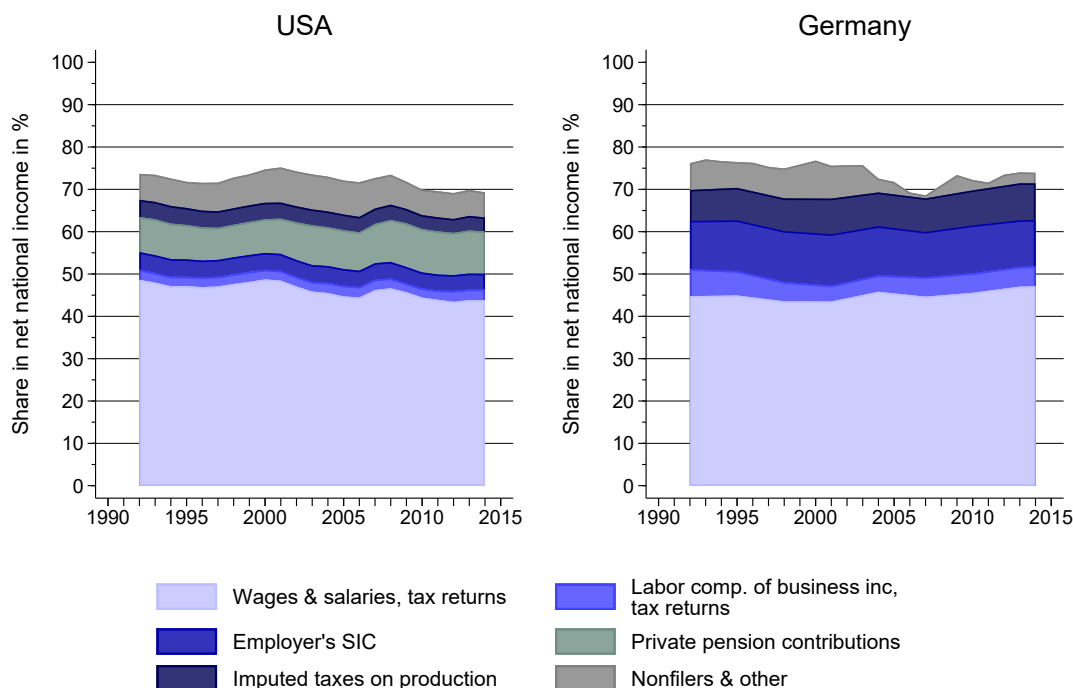 USA
Share in net national income in %
100
90
80
70
60
50
40
30
20
10
0
1990 1995 2000 2005 2010 2015
Germany
Share in net national income in %
100
90
80
70
60
50
40
30
20
10
0
1990 1995 2000 2005 2010 2015
Wages & salaries, tax returns
Labor comp. of business inc,
tax returns
Employer's SIC
Private pension contributions
Imputed taxes on production
Nonfilers & other